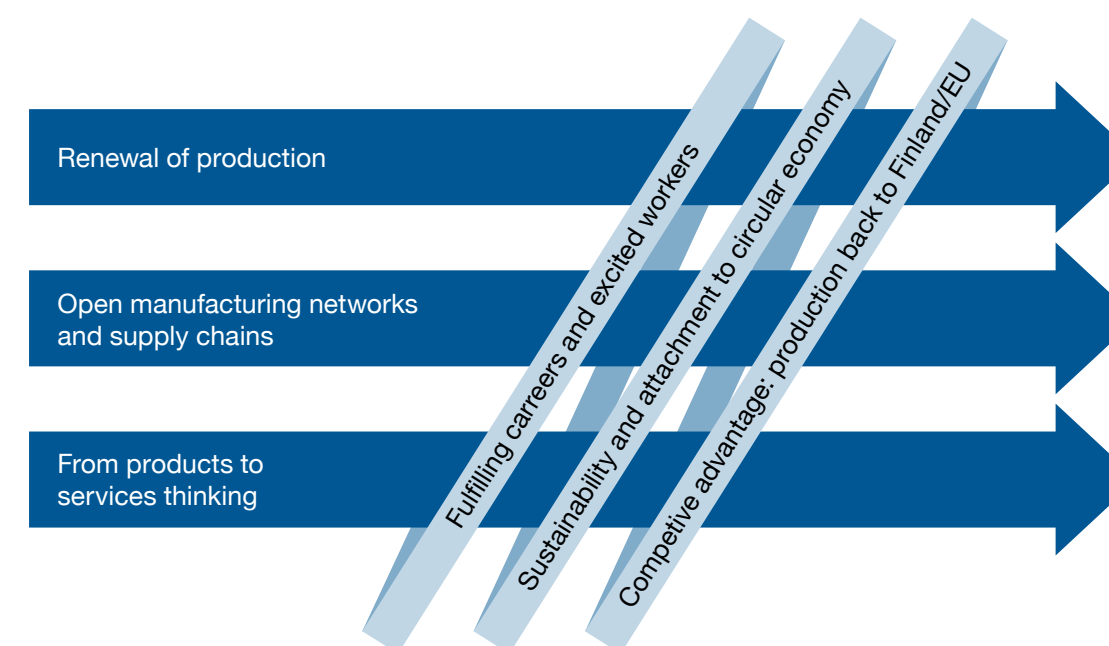 Renewal of production
Open manufacturing networks
and supply chains
From products to
services thinking
Fulfilling carreers and excited workers
Sustainability and attachment to circular economy
Competive advantage: production back to Finland/EU